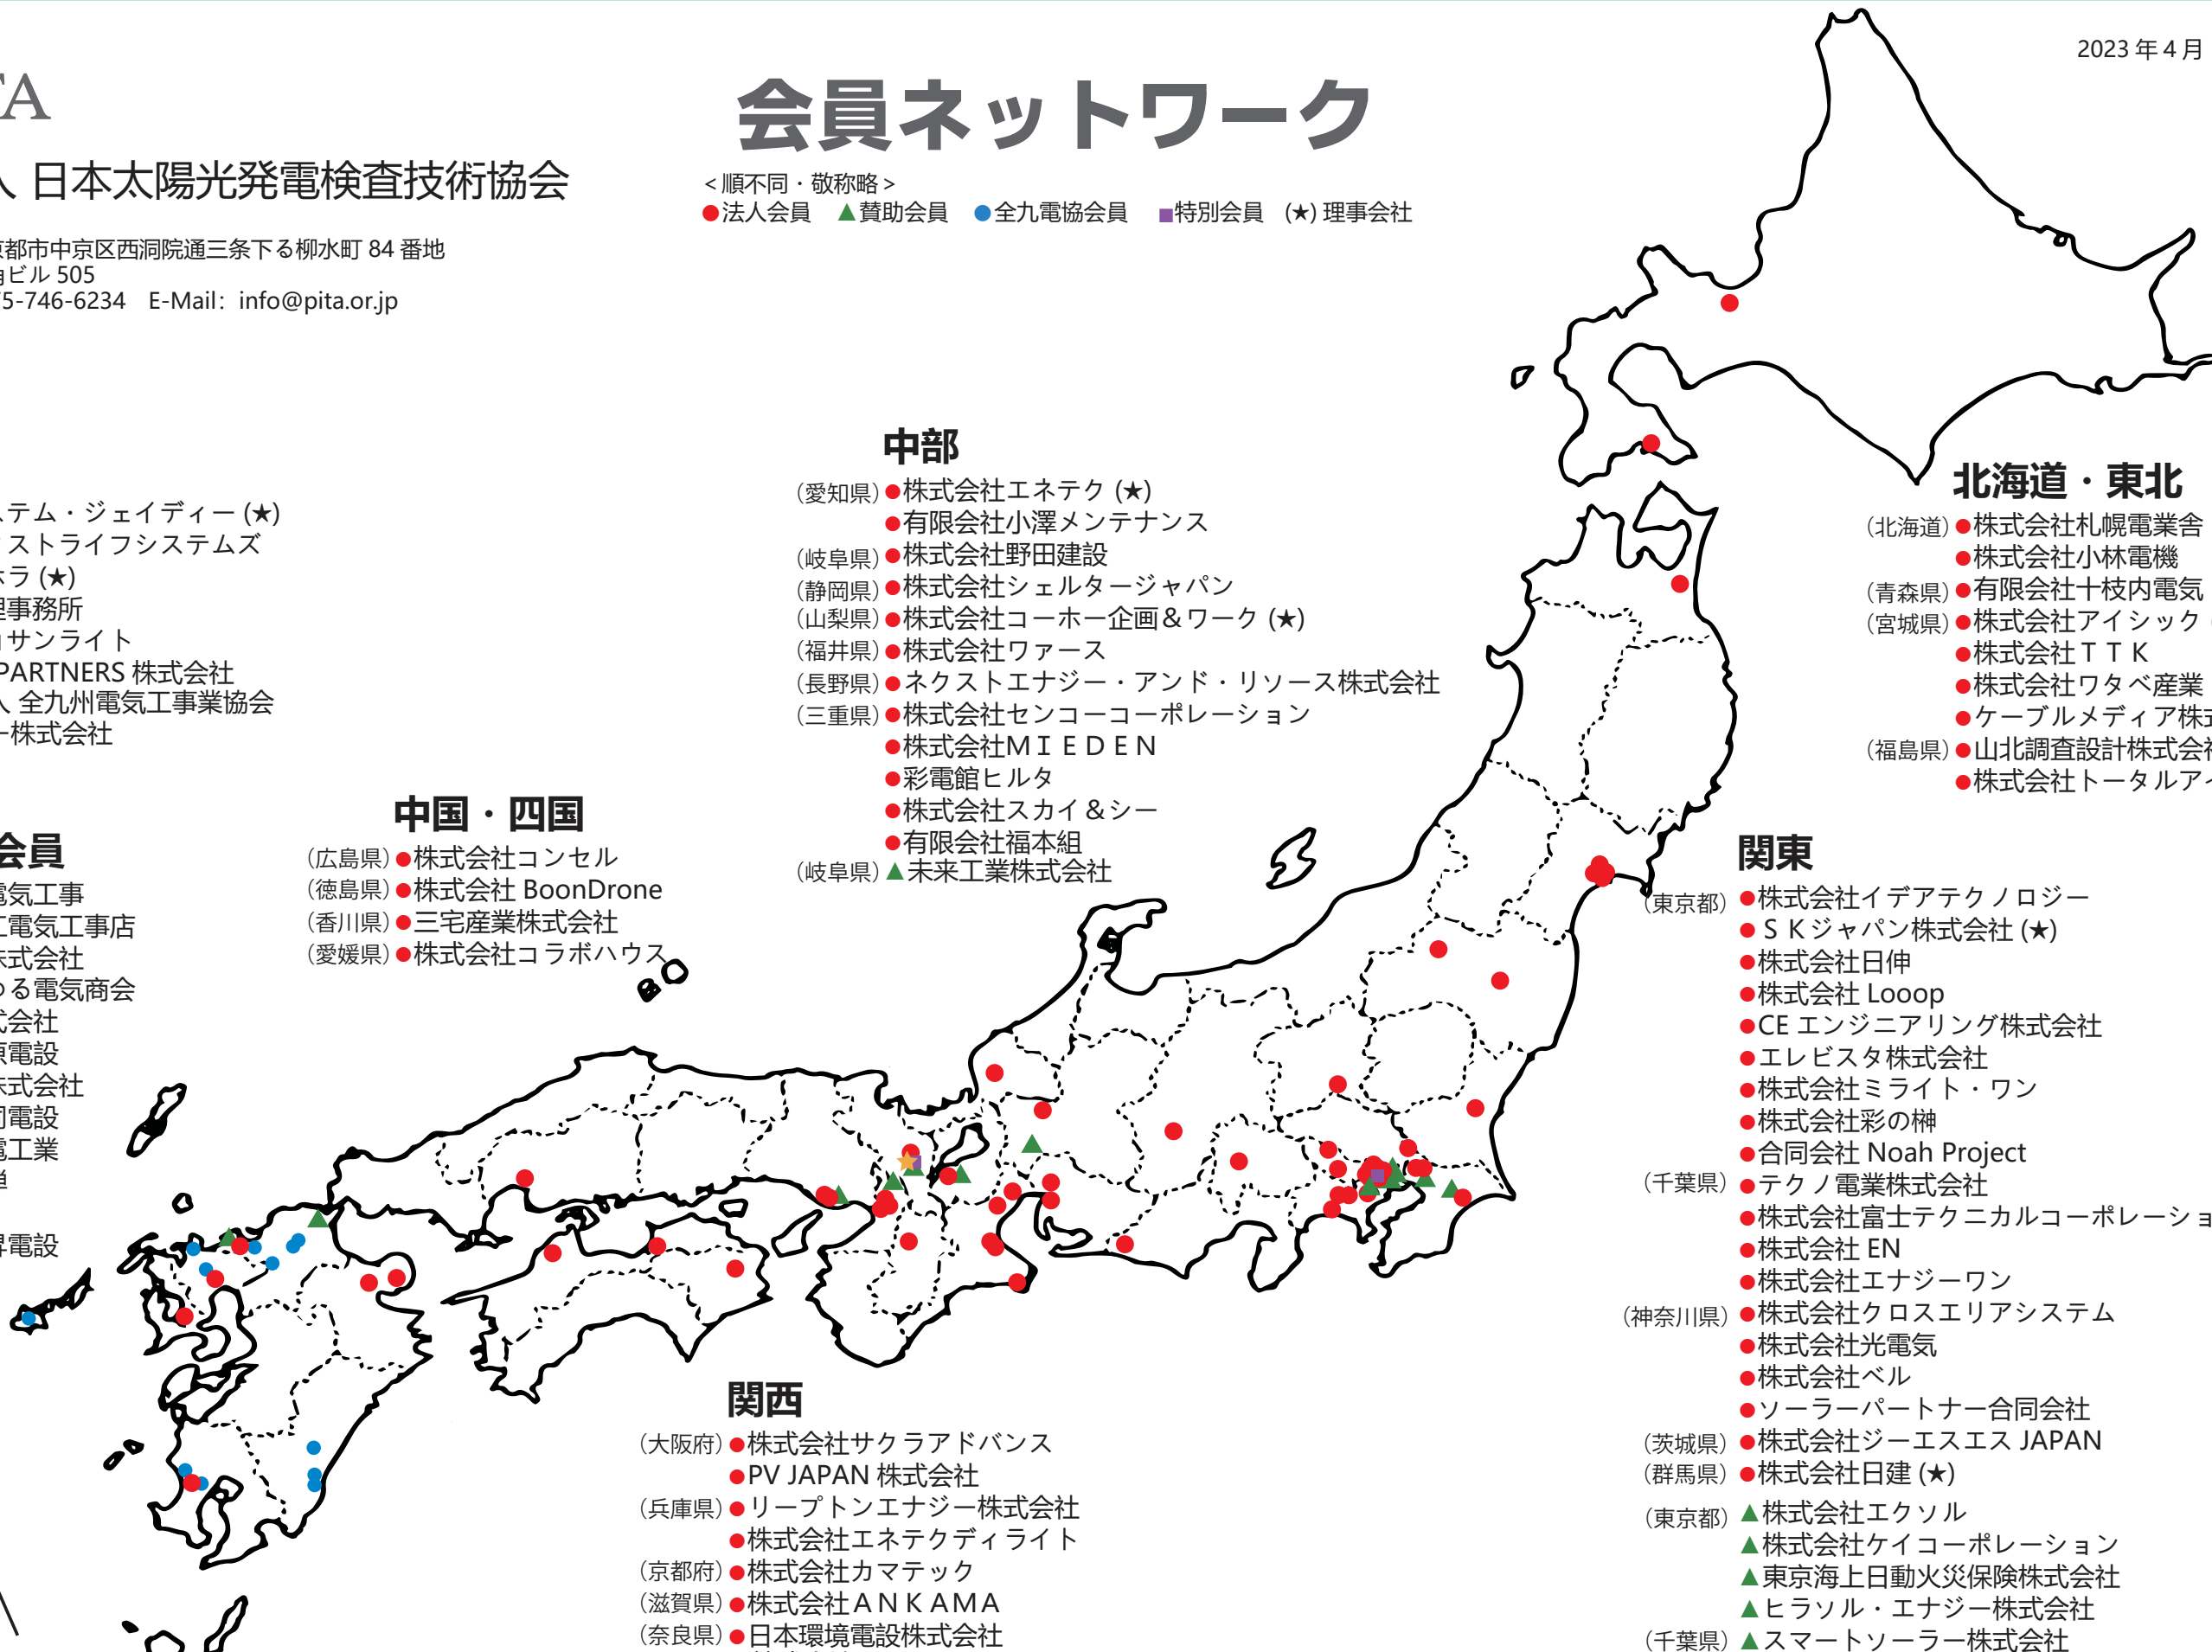 2023 年４月
TA
会員ネットワーク
人 日本太陽光発電検査技術協会
＜順不同・敬称略＞
●法人会員 ▲賛助会員 ●全九電協会員 ■特別会員 (★) 理事会社
京都市中京区西洞院通三条下る柳水町 84 番地
ビル 505
75-746-6234 E-Mail：info@pita.or.jp
中部
（愛知県）●株式会社エネテク (★)
●有限会社小澤メンテナンス
（岐阜県）●株式会社野田建設
（静岡県）●株式会社シェルタージャパン
（山梨県）●株式会社コーホー企画＆ワーク (★)
（福井県）●株式会社ワァース
（長野県）●ネクストエナジー・アンド・リソース株式会社
（三重県）●株式会社センコーコーポレーション
●株式会社ＭＩＥＤＥＮ
●彩電館ヒルタ
●株式会社スカイ＆シー
●有限会社福本組
（岐阜県）▲未来工業株式会社
北海道・東北
（北海道）●株式会社札幌電業舎
●株式会社小林電機
（青森県）●有限会社十枝内電気
（宮城県）●株式会社アイシック
●株式会社ＴＴＫ
●株式会社ワタベ産業
●ケーブルメディア株式
（福島県）●山北調査設計株式会社
●株式会社トータルアイ
ステム・ジェイディー (★)
ストライフシステムズ
ホラ (★)
理事務所
サンライト
PARTNERS 株式会社
人 全九州電気工事業協会
ー株式会社
中国・四国
（広島県）●株式会社コンセル
（徳島県）●株式会社 BoonDrone
（香川県）●三宅産業株式会社
（愛媛県）●株式会社コラボハウス
会員
電気工事
工電気工事店
株式会社
つる電気商会
式会社
原電設
株式会社
電設
電工業
昇電設
関東
（東京都）●株式会社イデアテクノロジー
●ＳＫジャパン株式会社 (★)
●株式会社日伸
●株式会社 Looop
●CE エンジニアリング株式会社
●エレビスタ株式会社
●株式会社ミライト・ワン
●株式会社彩の榊
●合同会社 Noah Project
（千葉県）●テクノ電業株式会社
●株式会社富士テクニカルコーポレーショ
●株式会社 EN
●株式会社エナジーワン
（神奈川県）●株式会社クロスエリアシステム
●株式会社光電気
●株式会社ベル
●ソーラーパートナー合同会社
（茨城県）●株式会社ジーエスエス JAPAN
（群馬県）●株式会社日建 (★)
（東京都）▲株式会社エクソル
▲株式会社ケイコーポレーション
▲東京海上日動火災保険株式会社
▲ヒラソル・エナジー株式会社
（千葉県）▲スマートソーラー株式会社
関西
（大阪府）●株式会社サクラアドバンス
●PV JAPAN 株式会社
（兵庫県）●リープトンエナジー株式会社
●株式会社エネテクディライト
（京都府）●株式会社カマテック
（滋賀県）●株式会社ＡＮＫＡＭＡ
（奈良県）●日本環境電設株式会社